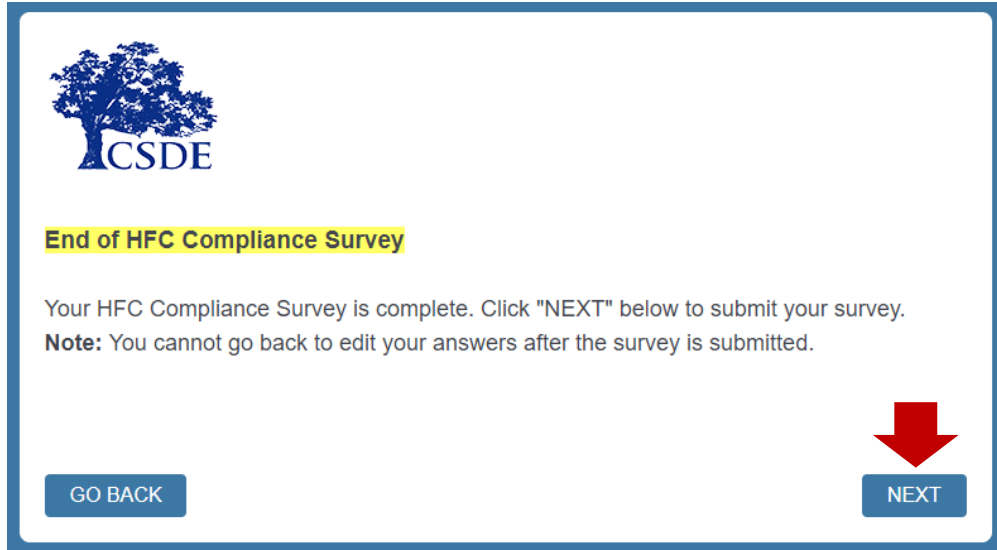 CSDE
End of HFC Compliance Survey
Your HFC Compliance Survey is complete. Click "NEXT" below to submit your survey.
Note: You cannot go back to edit your answers after the survey is submitted.
GO BACK
NEXT